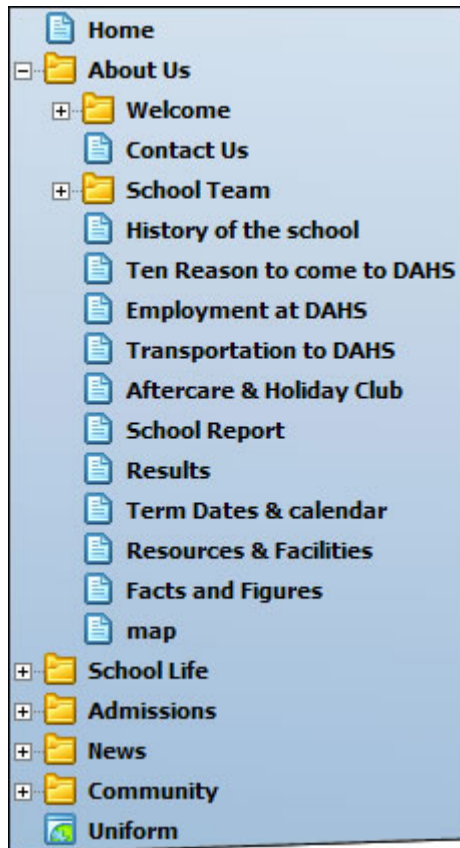 Home
About Us
Welcome
Contact Us
School Team
History of the school
Ten Reason to come to DAHS
Employment at DAHS
Transportation to DAHS
Aftercare & Holiday Club
School Report
Results
Term Dates & calendar
Resources & Facilities
Facts and Figures
map
School Life
Admissions
News
Community
Uniform